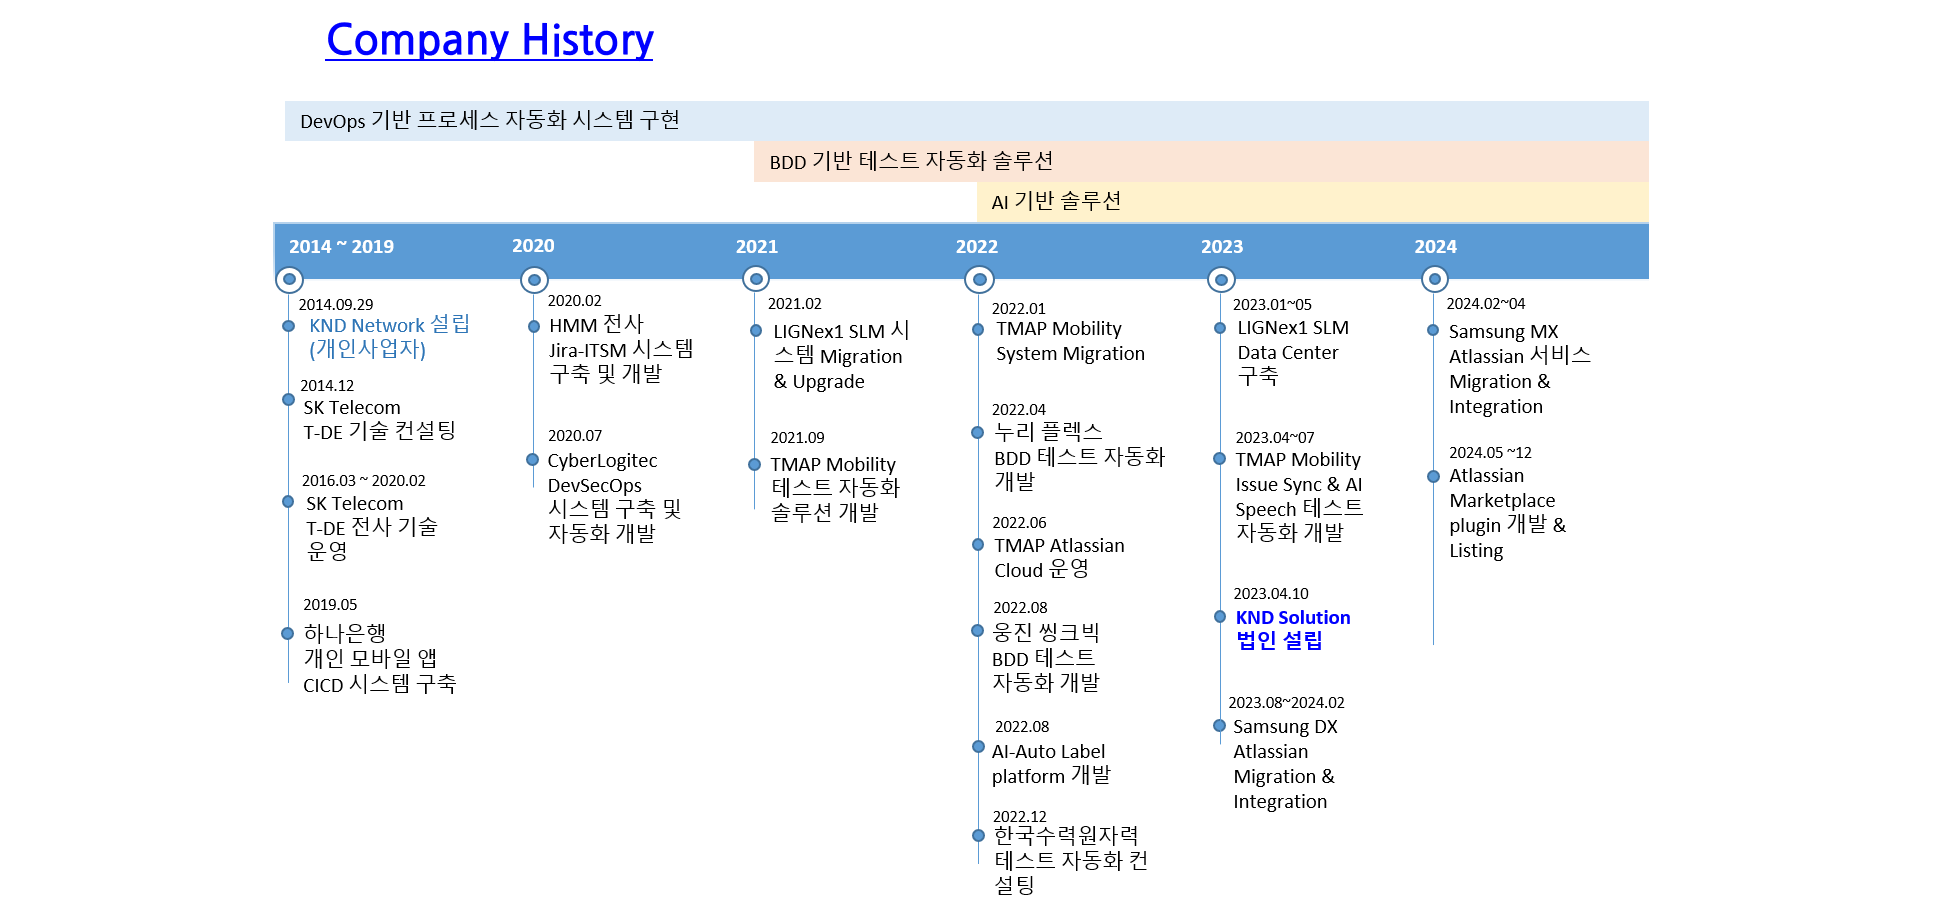 Company History
DevOps 기반 프로세스 자동화 시스템 구현
BDD 기반 테스트 자동화 솔루션
AI 기반 솔루션
2014 ~ 2019
2020
2021
2022
2023
2024
2014.09.29
KND Network 설립
(개인사업자)
2014.12
SK Telecom
T-DE 기술 컨설팅
2016.03 ~ 2020.02
SK Telecom
T-DE 전사 기술
운영
2019.05
하나은행
개인 모바일 앱
CICD 시스템 구축
2020.02
HMM 전사
Jira-ITSM 시스템
구축 및 개발
2020.07
CyberLogitec
DevSecOps
시스템 구축 및
자동화 개발
2021.02
LIGNex1 SLM 시
스템 Migration
& Upgrade
2021.09
TMAP Mobility
테스트 자동화
솔루션 개발
2022.01
TMAP Mobility
System Migration
2022.04
누리 플렉스
BDD 테스트 자동화
개발
2022.06
TMAP Atlassian
Cloud 운영
2022.08
웅진 씽크빅
BDD 테스트
자동화 개발
2022.08
AI-Auto Label
platform 개발
2022.12
한국수력원자력
테스트 자동화 컨
설팅
2023.01~05
LIGNex1 SLM
Data Center
구축
2023.04~07
TMAP Mobility
Issue Sync & AI
Speech 테스트
자동화 개발
2023.04.10
KND Solution
법인 설립
2023.08~2024.02
Samsung DX
Atlassian
Migration &
Integration
2024.02~04
Samsung MX
Atlassian 서비스
Migration &
Integration
2024.05 ~12
Atlassian
Marketplace
plugin 개발 &
Listing